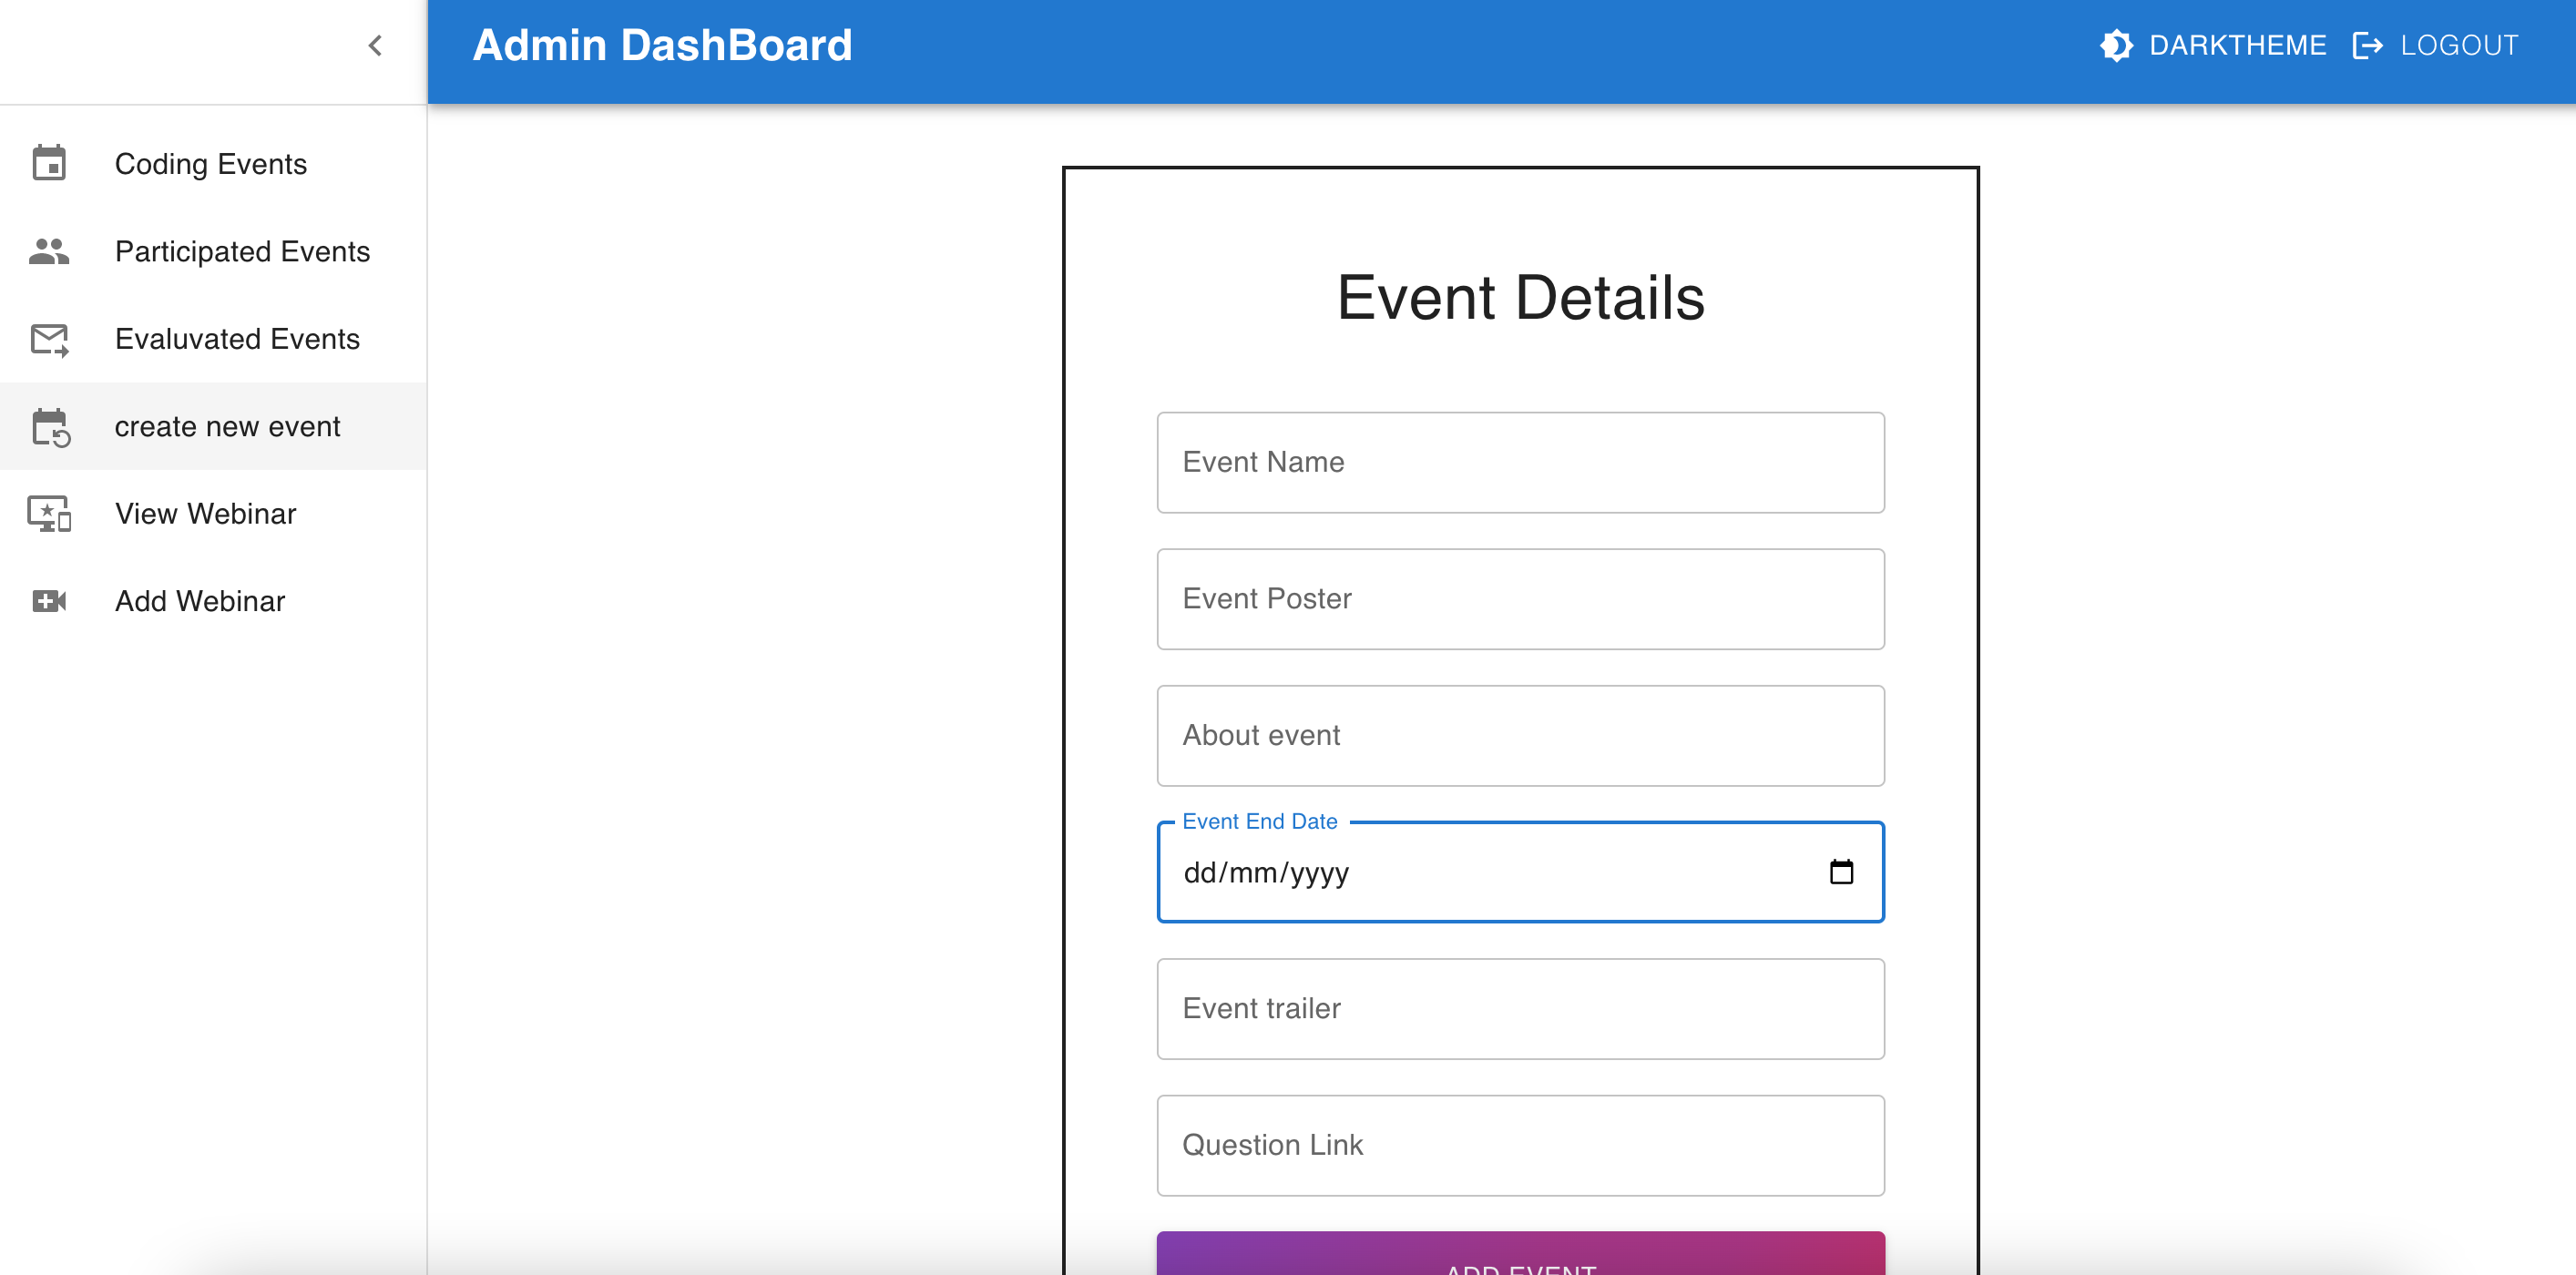 Admin DashBoard
DARKTHEME
LOGOUT
Coding Events
Participated Events
Evaluvated Events
create new event
View Webinar
Add Webinar
Event Details
Event Name
Event Poster
About event
Event End Date
dd/mm/yyyy
Event trailer
Question Link
ADD EVENT